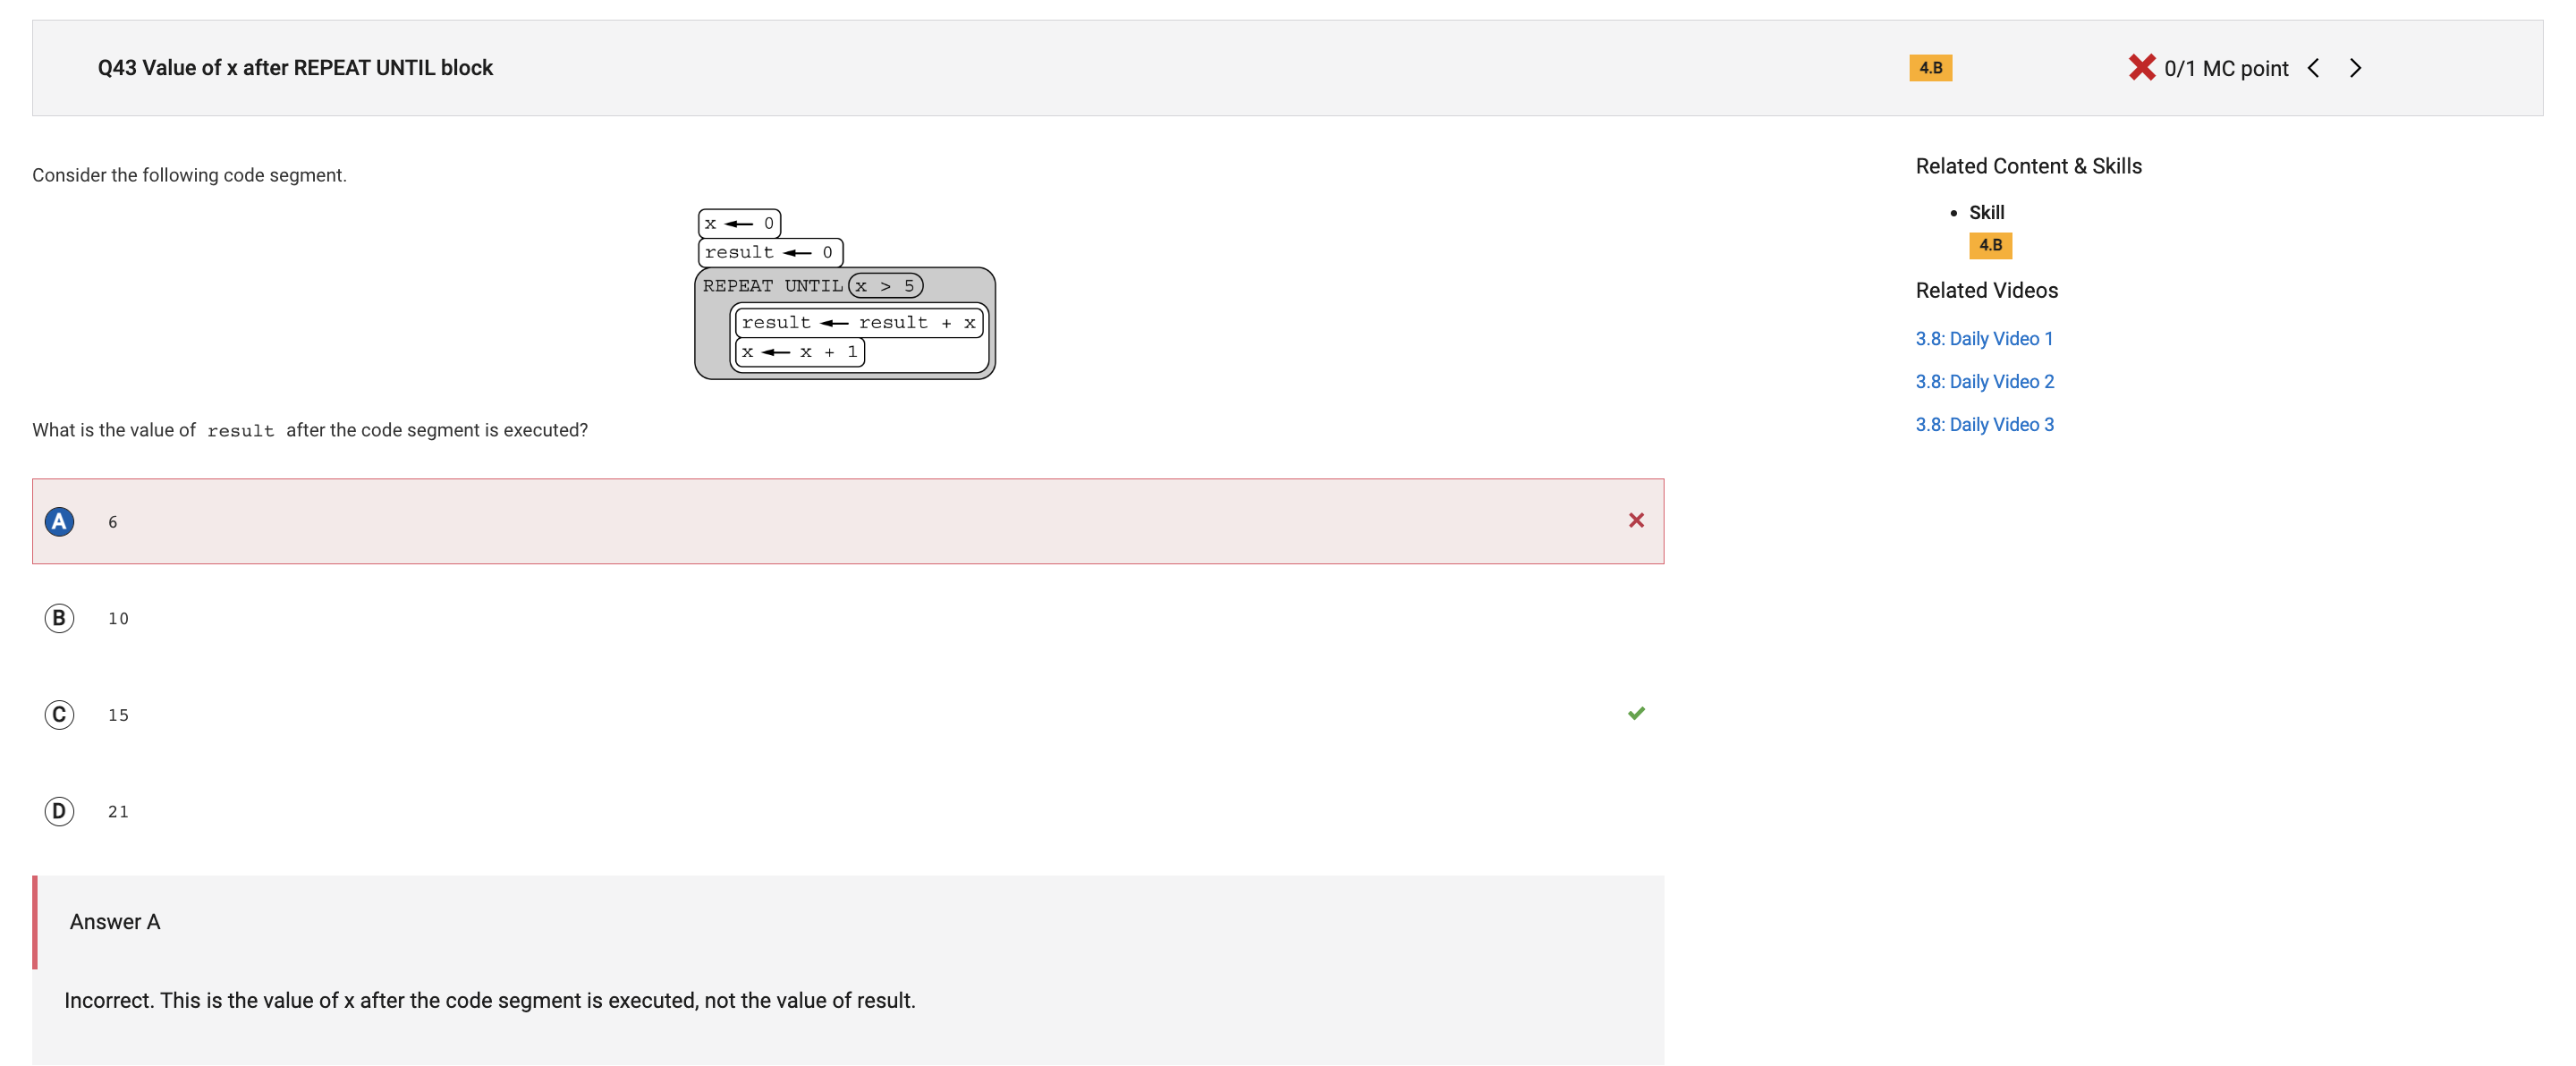 Q43 Value of x after REPEAT UNTIL block
4.B
0/1 MC point
Consider the following code segment.
x ← 0
result ← 0
REPEAT UNTIL x > 5
result ← result + x
x ← x + 1
What is the value of result after the code segment is executed?
A 6
B 10
C 15
D 21
Answer A
Incorrect. This is the value of x after the code segment is executed, not the value of result.
Related Content & Skills
• Skill
4.B
Related Videos
3.8: Daily Video 1
3.8: Daily Video 2
3.8: Daily Video 3